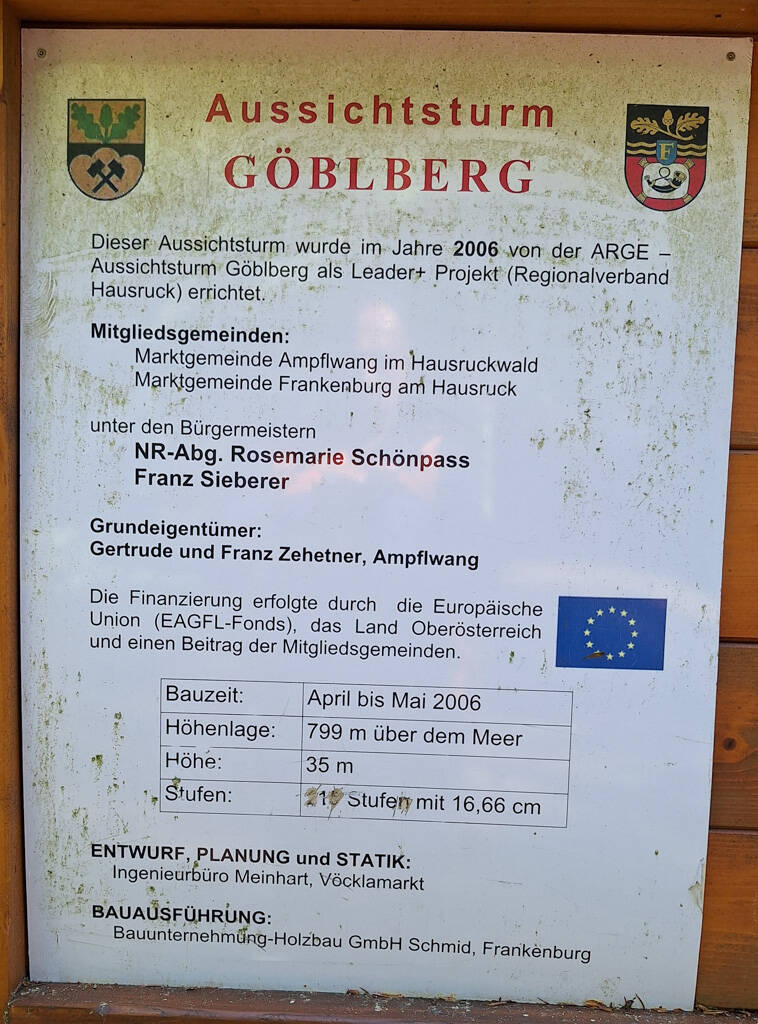 Aussichtsturm
GÖBLBERG
F
Dieser Aussichtsturm wurde im Jahre 2006 von der ARGE –
Aussichtsturm Göblberg als Leader+ Projekt (Regionalverband
Hausruck) errichtet.
Mitgliedsgemeinden:
Marktgemeinde Ampflwang im Hausruckwald
Marktgemeinde Frankenburg am Hausruck
unter den Bürgermeistern
NR-Abg. Rosemarie Schönpass
Franz Sieberer
Grundeigentümer:
Gertrude und Franz Zehetner, Ampflwang
Die Finanzierung erfolgte durch die Europäische
Union (EAGFL-Fonds), das Land Oberösterreich
und einen Beitrag der Mitgliedsgemeinden.
Bauzeit: April bis Mai 2006
Höhenlage: 799 m über dem Meer
Höhe: 35 m
Stufen: Stufen mit 16,66 cm
ENTWURF, PLANUNG und STATIK:
Ingenieurbüro Meinhart, Vöcklamarkt
BAUAUSFÜHRUNG:
Bauunternehmung-Holzbau GmbH Schmid, Frankenburg